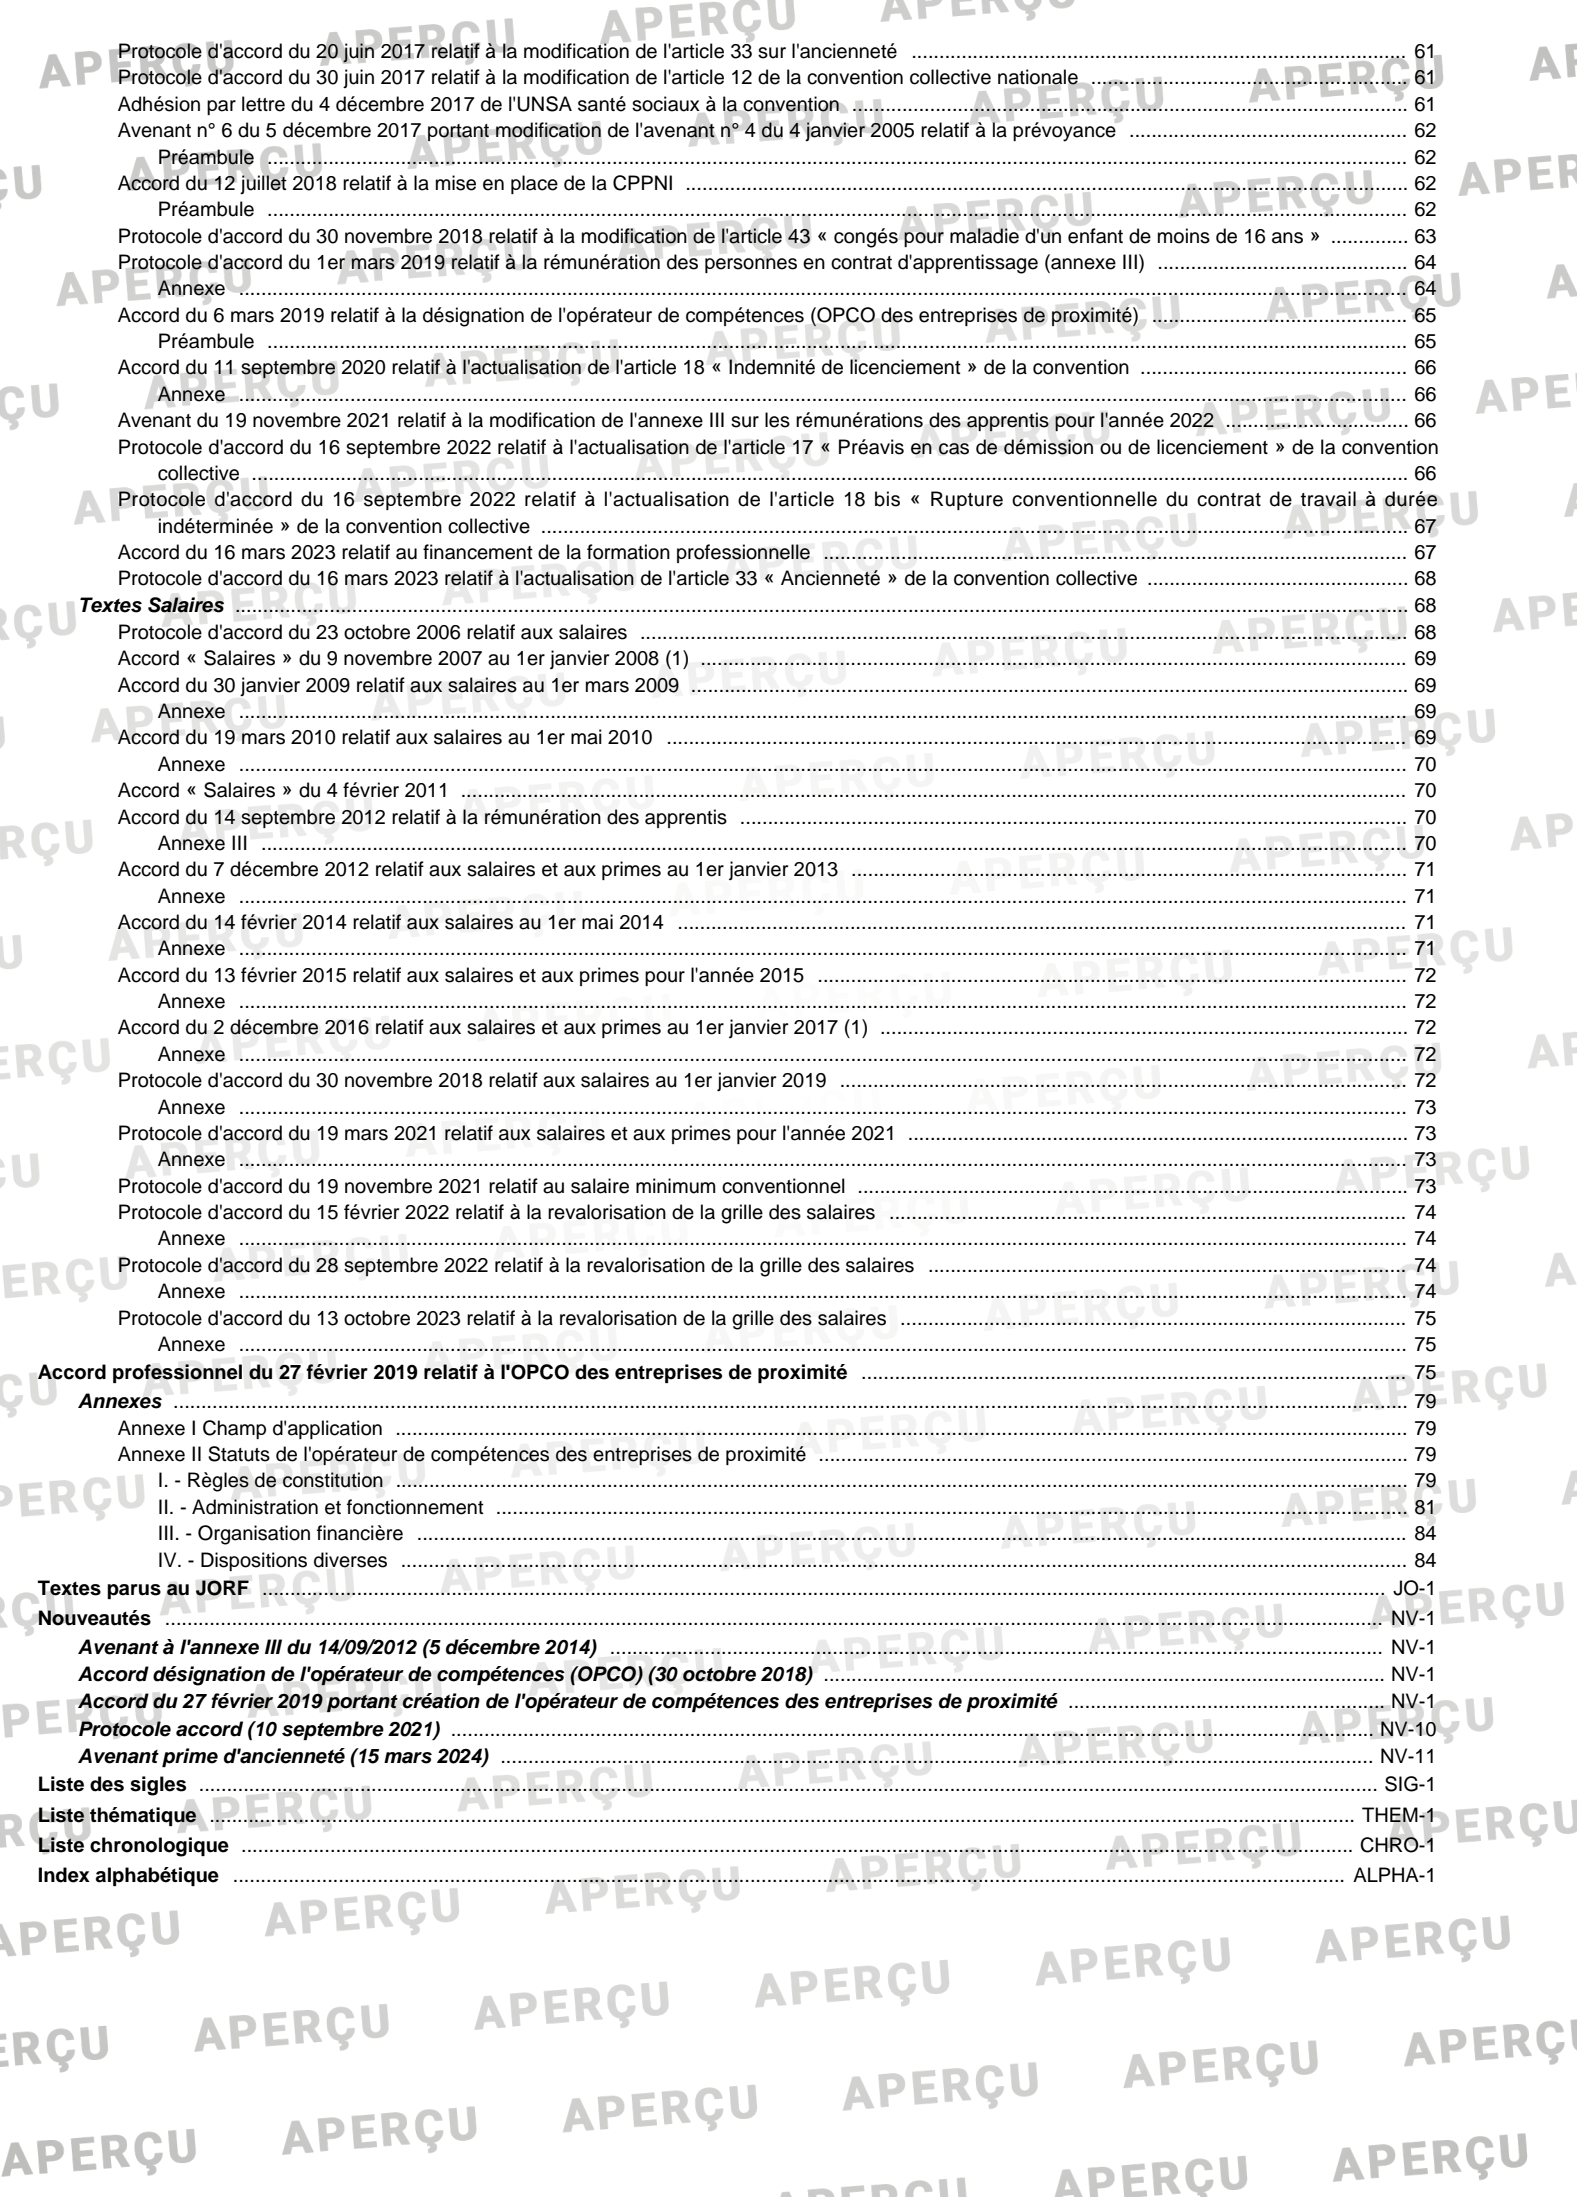 Protocole d'accord du 20 juin 2017 relatif à la modification de l'article 33 sur l'ancienneté ........ 61
Protocole d'accord du 30 juin 2017 relatif à la modification de l'article 12 de la convention collective nationale ........ 61
Adhésion par lettre du 4 décembre 2017 de l'UNSA santé sociaux à la convention ........ 61
Avenant n° 6 du 5 décembre 2017 portant modification de l'avenant n° 4 du 4 janvier 2005 relatif à la prévoyance ........ 62
Préambule ........ 62
Accord du 12 juillet 2018 relatif à la mise en place de la CPPNI ........ 62
Préambule ........ 62
Protocole d'accord du 30 novembre 2018 relatif à la modification de l'article 43 « congés pour maladie d'un enfant de moins de 16 ans » ........ 63
Protocole d'accord du 1er mars 2019 relatif à la rémunération des personnes en contrat d'apprentissage (annexe III) ........ 64
Annexe ........ 64
Accord du 6 mars 2019 relatif à la désignation de l'opérateur de compétences (OPCO des entreprises de proximité) ........ 65
Préambule ........ 65
Accord du 11 septembre 2020 relatif à l'actualisation de l'article 18 « Indemnité de licenciement » de la convention ........ 66
Annexe ........ 66
Avenant du 19 novembre 2021 relatif à la modification de l'annexe III sur les rémunérations des apprentis pour l'année 2022 ........ 66
Protocole d'accord du 16 septembre 2022 relatif à l'actualisation de l'article 17 « Préavis en cas de démission ou de licenciement » de la convention
collective ........ 66
Protocole d'accord du 16 septembre 2022 relatif à l'actualisation de l'article 18 bis « Rupture conventionnelle du contrat de travail à durée
indéterminée » de la convention collective ........ 67
Accord du 16 mars 2023 relatif au financement de la formation professionnelle ........ 67
Protocole d'accord du 16 mars 2023 relatif à l'actualisation de l'article 33 « Ancienneté » de la convention collective ........ 68
Textes Salaires ........ 68
Protocole d'accord du 23 octobre 2006 relatif aux salaires ........ 68
Accord « Salaires » du 9 novembre 2007 au 1er janvier 2008 (1) ........ 69
Accord du 30 janvier 2009 relatif aux salaires au 1er mars 2009 ........ 69
Annexe ........ 69
Accord du 19 mars 2010 relatif aux salaires au 1er mai 2010 ........ 69
Annexe ........ 70
Accord « Salaires » du 4 février 2011 ........ 70
Accord du 14 septembre 2012 relatif à la rémunération des apprentis ........ 70
Annexe III ........ 70
Accord du 7 décembre 2012 relatif aux salaires et aux primes au 1er janvier 2013 ........ 71
Annexe ........ 71
Accord du 14 février 2014 relatif aux salaires au 1er mai 2014 ........ 71
Annexe ........ 71
Accord du 13 février 2015 relatif aux salaires et aux primes pour l'année 2015 ........ 72
Annexe ........ 72
Accord du 2 décembre 2016 relatif aux salaires et aux primes au 1er janvier 2017 (1) ........ 72
Annexe ........ 72
Protocole d'accord du 30 novembre 2018 relatif aux salaires au 1er janvier 2019 ........ 72
Annexe ........ 73
Protocole d'accord du 19 mars 2021 relatif aux salaires et aux primes pour l'année 2021 ........ 73
Annexe ........ 73
Protocole d'accord du 19 novembre 2021 relatif au salaire minimum conventionnel ........ 73
Protocole d'accord du 15 février 2022 relatif à la revalorisation de la grille des salaires ........ 74
Annexe ........ 74
Protocole d'accord du 28 septembre 2022 relatif à la revalorisation de la grille des salaires ........ 74
Annexe ........ 74
Protocole d'accord du 13 octobre 2023 relatif à la revalorisation de la grille des salaires ........ 75
Annexe ........ 75
Accord professionnel du 27 février 2019 relatif à l'OPCO des entreprises de proximité ........ 75
Annexes ........ 79
Annexe I Champ d'application ........ 79
Annexe II Statuts de l'opérateur de compétences des entreprises de proximité ........ 79
I. - Règles de constitution ........ 79
II. - Administration et fonctionnement ........ 81
III. - Organisation financière ........ 84
IV. - Dispositions diverses ........ 84
Textes parus au JORF ........ JO-1
Nouveautés ........ NV-1
Avenant à l'annexe III du 14/09/2012 (5 décembre 2014) ........ NV-1
Accord désignation de l'opérateur de compétences (OPCO) (30 octobre 2018) ........ NV-1
Accord du 27 février 2019 portant création de l'opérateur de compétences des entreprises de proximité ........ NV-1
Protocole accord (10 septembre 2021) ........ NV-10
Avenant prime d'ancienneté (15 mars 2024) ........ NV-11
Liste des sigles ........ SIG-1
Liste thématique ........ THEM-1
Liste chronologique ........ CHRO-1
Index alphabétique ........ ALPHA-1
APERÇU